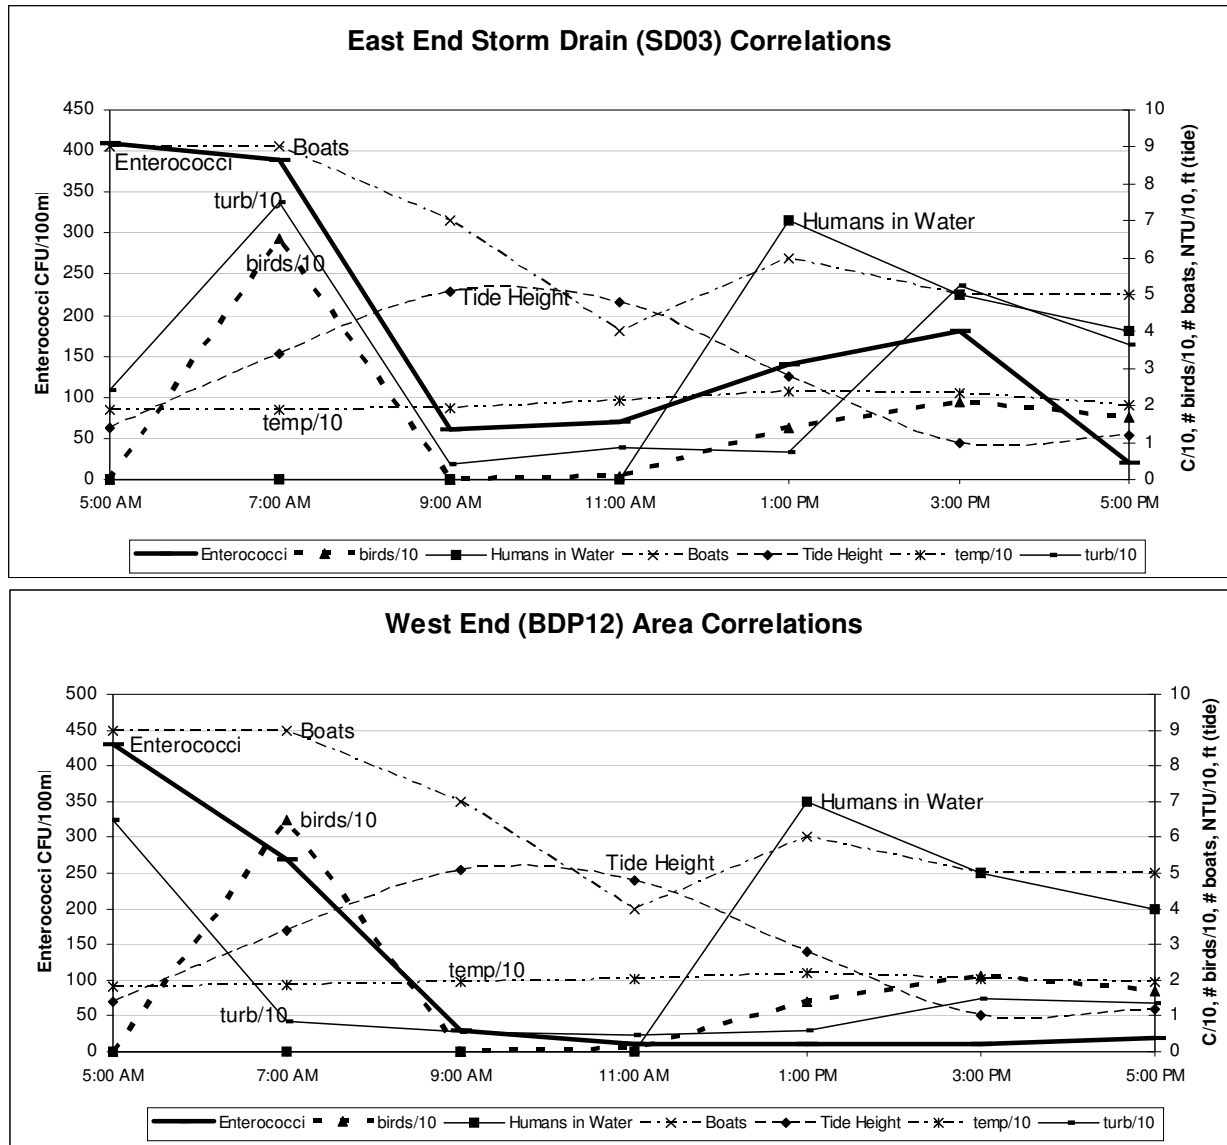 East End Storm Drain (SD03) Correlations
Enterococci CFU/100ml
450
400
350
300
250
200
150
100
50
0
10
9
8
7
6
5
4
3
2
1
0
C/10, # birds/10, # boats, NTU/10, ft (tide)
Boats
Enterococci
turb/10
birds/10
Humans in Water
Tide Height
temp/10
5:00 AM 7:00 AM 9:00 AM 11:00 AM 1:00 PM 3:00 PM 5:00 PM
Enterococci birds/10 Humans in Water Boats Tide Height temp/10 turb/10
West End (BDP12) Area Correlations
Enterococci CFU/100ml
500
450
400
350
300
250
200
150
100
50
0
10
9
8
7
6
5
4
3
2
1
0
C/10, # birds/10, # boats, NTU/10, ft (tide)
Boats
Enterococci
birds/10
Humans in Water
Tide Height
temp/10
turb/10
5:00 AM 7:00 AM 9:00 AM 11:00 AM 1:00 PM 3:00 PM 5:00 PM
Enterococci birds/10 Humans in Water Boats Tide Height temp/10 turb/10